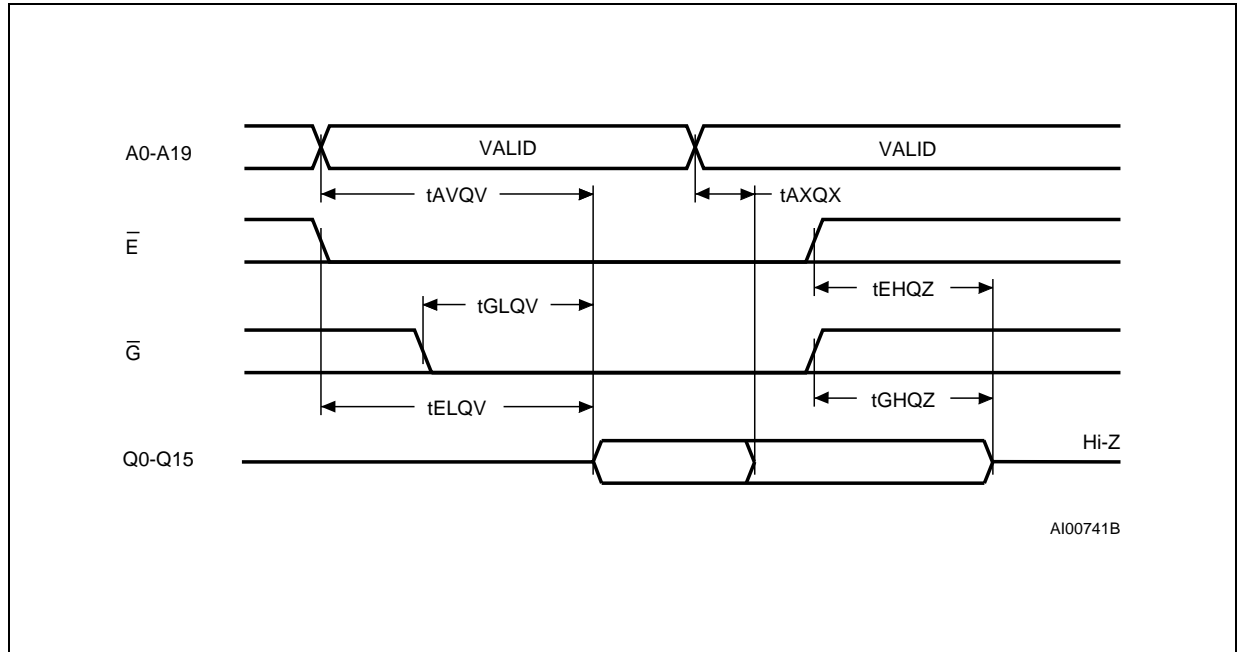 A0-A19 VALID VALID
tAVQV tAXQX
E̅
tEHQZ
tGLQV
G̅
tGHQZ
tELQV
Hi-Z
Q0-Q15
AI00741B